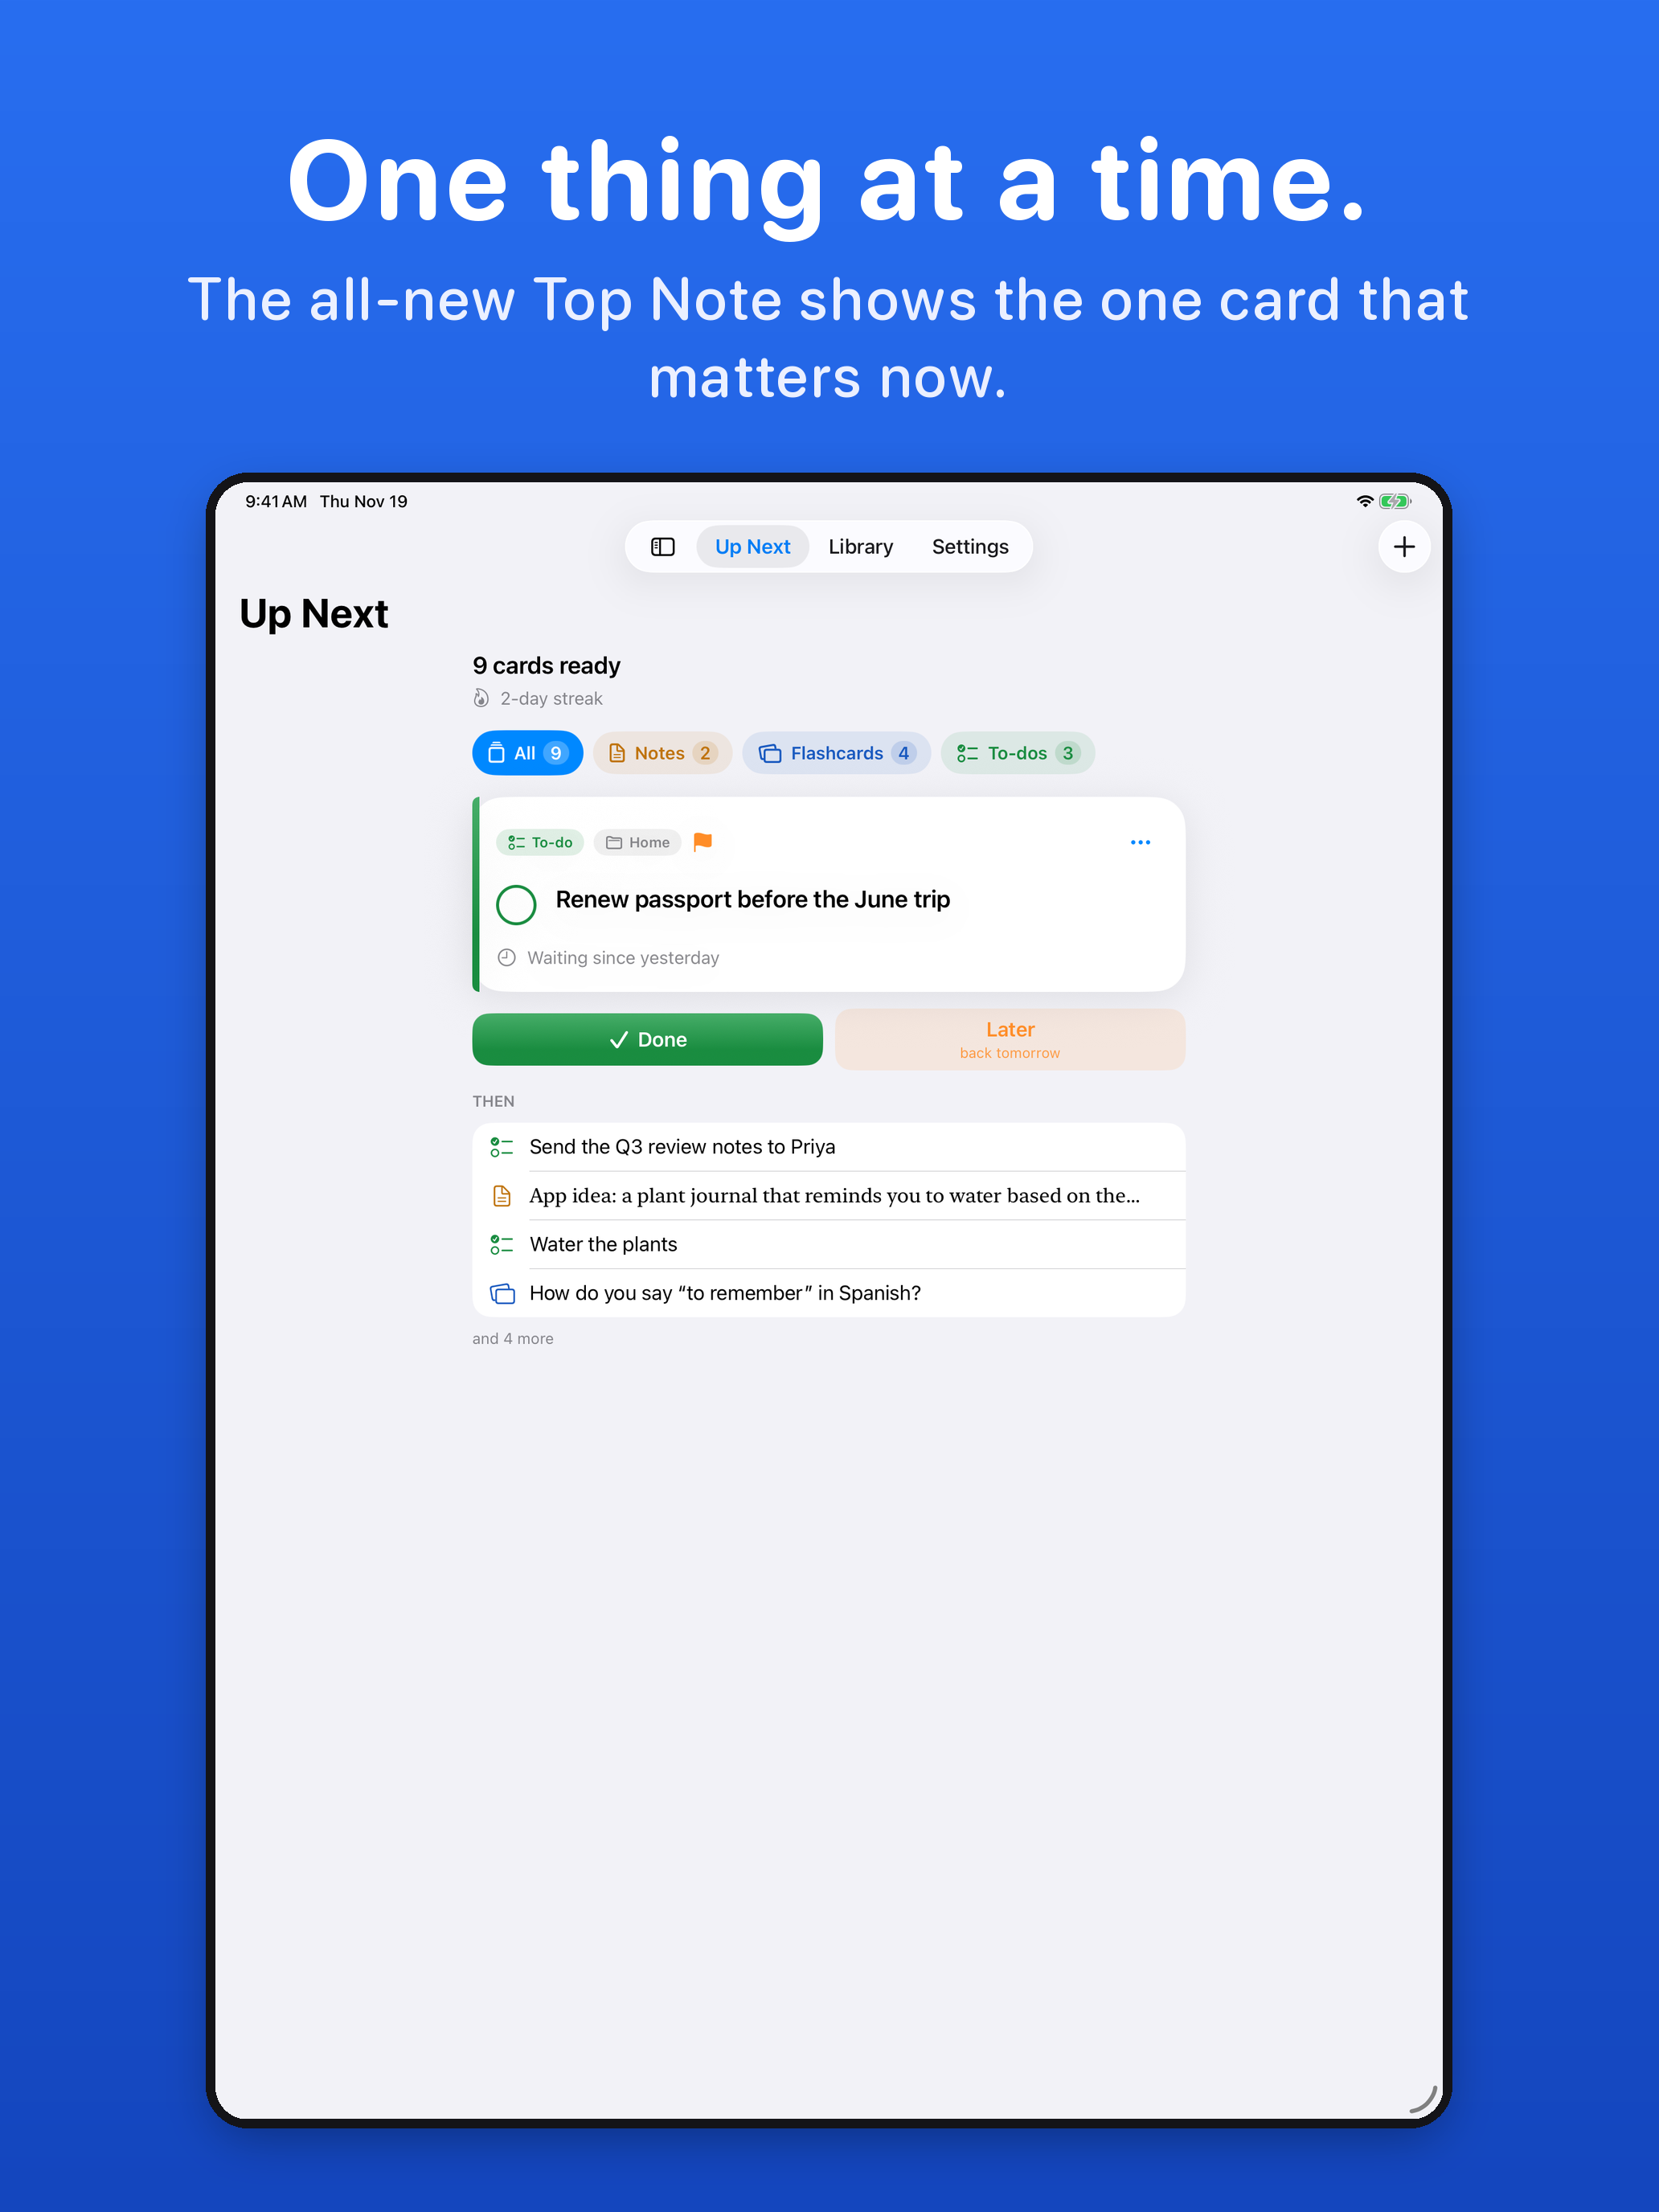 One thing at a time.
The all-new Top Note shows the one card that
matters now.
9:41 AM Thu Nov 19
Up Next Library Settings
Up Next
9 cards ready
2-day streak
All 9 Notes 2 Flashcards 4 To-dos 3
To-do Home
Renew passport before the June trip
Waiting since yesterday
Done
Later
back tomorrow
THEN
Send the Q3 review notes to Priya
App idea: a plant journal that reminds you to water based on the...
Water the plants
How do you say “to remember” in Spanish?
and 4 more